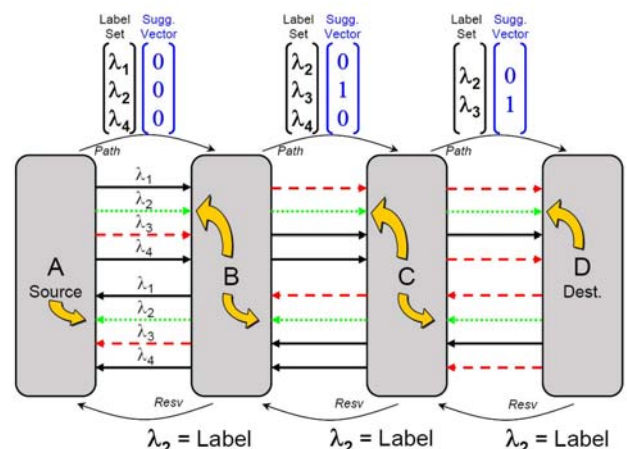 Label Set Sugg. Vector Label Set Sugg. Vector Label Set Sugg. Vector
λ1 0 λ2 0 λ2 0
λ2 0 λ3 1 λ3 1
λ4 0 λ4 0
Path Path Path
λ1
λ2
λ3
λ4
A Source
B
C
D Dest.
λ1
λ2
λ3
λ4
Resv Resv Resv
λ2 = Label λ2 = Label λ2 = Label